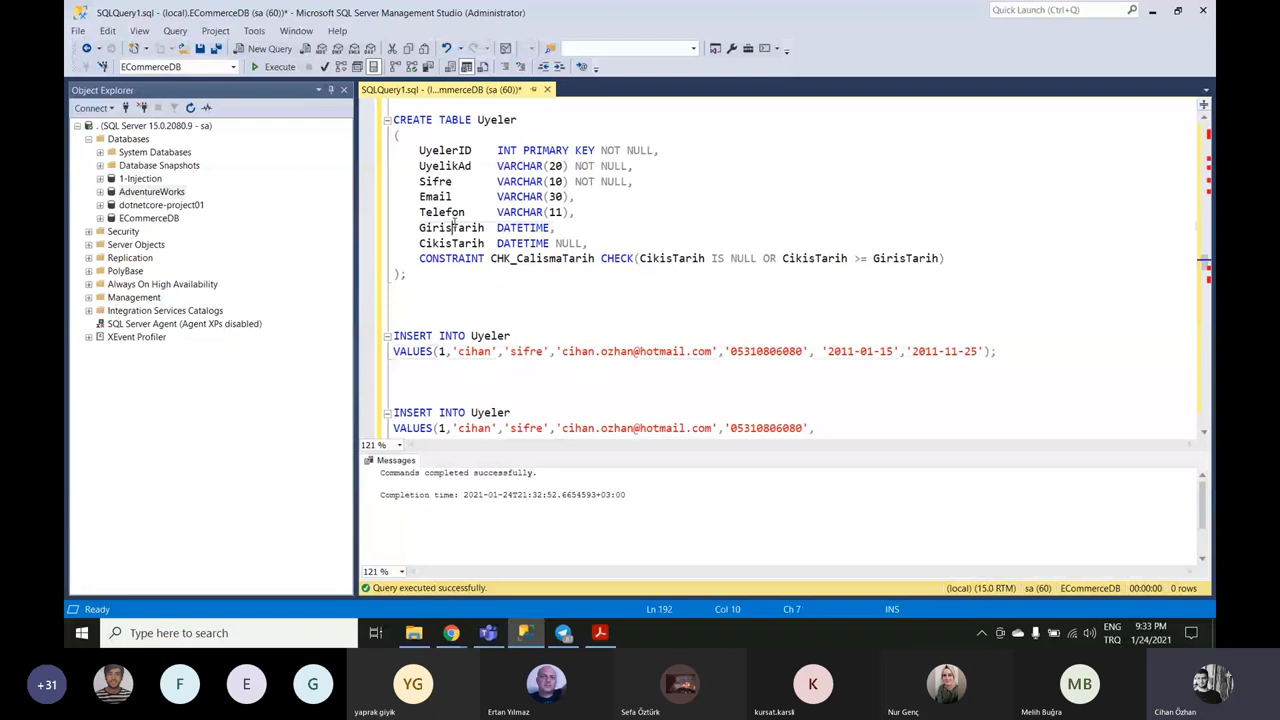 SQLQuery1.sql - (local).ECommerceDB (sa (60))* - Microsoft SQL Server Management Studio (Administrator)
Quick Launch (Ctrl+Q)
File Edit View Query Project Tools Window Help
New Query
ECommerceDB
Execute
Object Explorer
Connect
. (SQL Server 15.0.2080.9 - sa)
Databases
System Databases
Database Snapshots
1-Injection
AdventureWorks
dotnetcore-project01
ECommerceDB
Security
Server Objects
Replication
PolyBase
Always On High Availability
Management
Integration Services Catalogs
SQL Server Agent (Agent XPs disabled)
XEvent Profiler
SQLQuery1.sql - (l...mmerceDB (sa (60))*
CREATE TABLE Uyeler
(
UyelerID INT PRIMARY KEY NOT NULL,
UyelikAd VARCHAR(20) NOT NULL,
Sifre VARCHAR(10) NOT NULL,
Email VARCHAR(30),
Telefon VARCHAR(11),
GirisTarih DATETIME,
CikisTarih DATETIME NULL,
CONSTRAINT CHK_CalismaTarih CHECK(CikisTarih IS NULL OR CikisTarih >= GirisTarih)
);
INSERT INTO Uyeler
VALUES(1,'cihan','sifre','cihan.ozhan@hotmail.com','05310806080', '2011-01-15','2011-11-25');
INSERT INTO Uyeler
VALUES(1,'cihan','sifre','cihan.ozhan@hotmail.com','05310806080',
121 %
Messages
Commands completed successfully.
Completion time: 2021-01-24T21:32:52.6654593+03:00
121 %
Query executed successfully.
(local) (15.0 RTM) sa (60) ECommerceDB 00:00:00 0 rows
Ready
Ln 192 Col 10 Ch 7 INS
Type here to search
ENG
TRQ
9:33 PM
1/24/2021
+31
F
E
G
YG
yaprak giyik
Ertan Yılmaz
Sefa Öztürk
K
kursat.karsli
Nur Genç
MB
Melih Buğra
Cihan Özhan